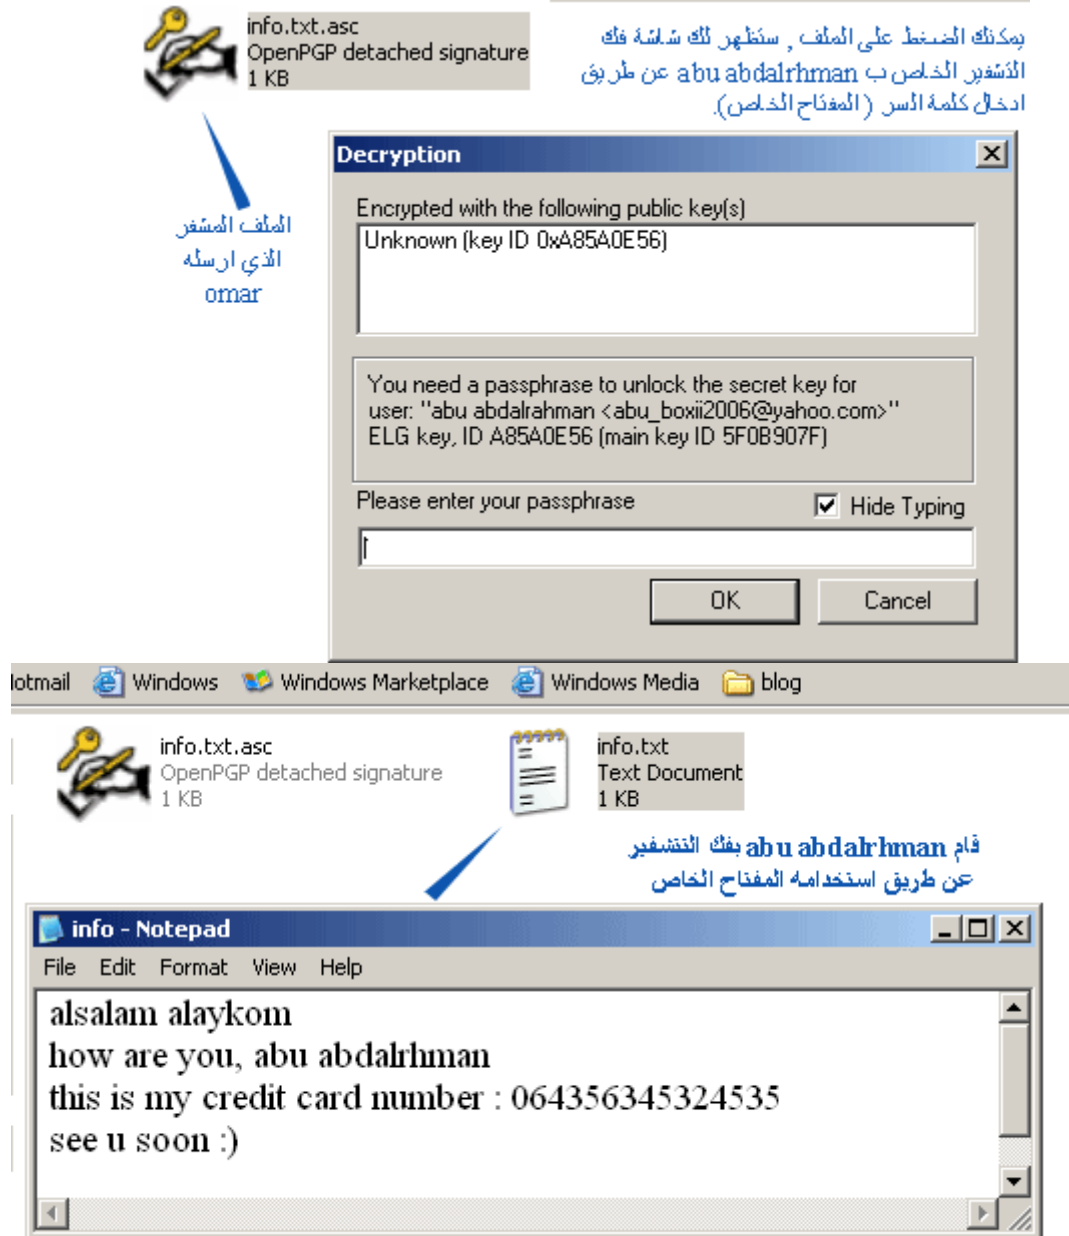 info.txt.asc
OpenPGP detached signature
1 KB
يمكنك الضغط على الملف , ستظهر لك شاشة فك
التشفير الخاص ب abu abdalrhman عن طريق
ادخال كلمة السر ( المفتاح الخاص).
الملف المشفر
الذي ارسله
omar
Decryption
Encrypted with the following public key(s)
Unknown (key ID 0xA85A0E56)
You need a passphrase to unlock the secret key for
user: "abu abdalrahman <abu_boxii2006@yahoo.com>"
ELG key, ID A85A0E56 (main key ID 5F0B907F)
Please enter your passphrase
Hide Typing
OK Cancel
lotmail Windows Windows Marketplace Windows Media blog
info.txt.asc
OpenPGP detached signature
1 KB
info.txt
Text Document
1 KB
قام abu abdalrhman بفك التتشفير
عن طريق استخدامه المفتاح الخاص
info - Notepad
File Edit Format View Help
alsalam alaykom
how are you, abu abdalrhman
this is my credit card number : 064356345324535
see u soon :)